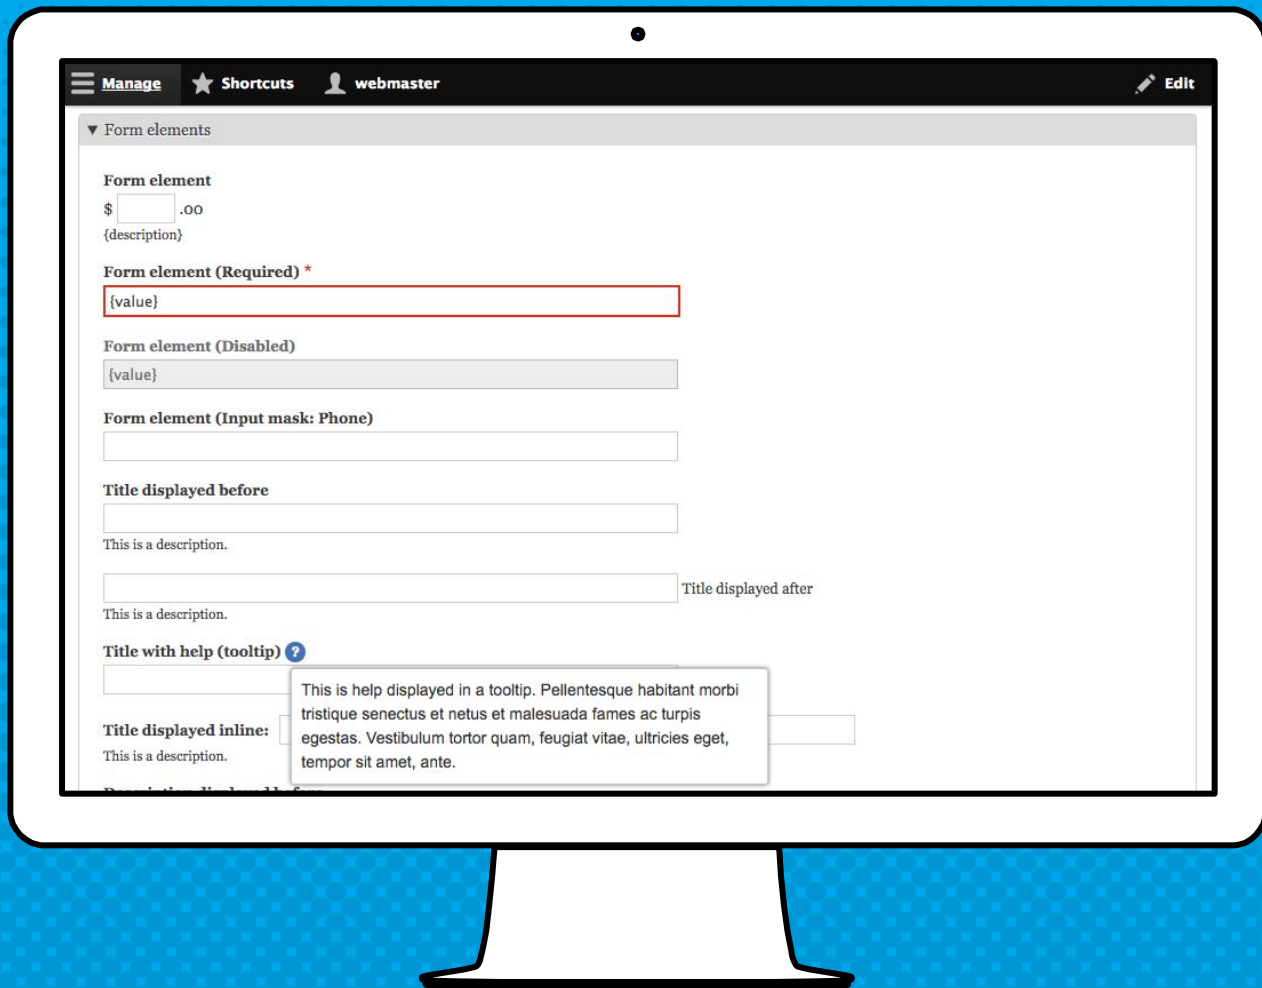 Manage Shortcuts webmaster Edit
▼ Form elements
Form element
$ .00
{description}
Form element (Required) *
{value}
Form element (Disabled)
{value}
Form element (Input mask: Phone)
Title displayed before
This is a description.
Title displayed after
This is a description.
Title with help (tooltip) ?
This is help displayed in a tooltip. Pellentesque habitant morbi
tristique senectus et netus et malesuada fames ac turpis
egestas. Vestibulum tortor quam, feugiat vitae, ultricies eget,
tempor sit amet, ante.
Title displayed inline:
This is a description.